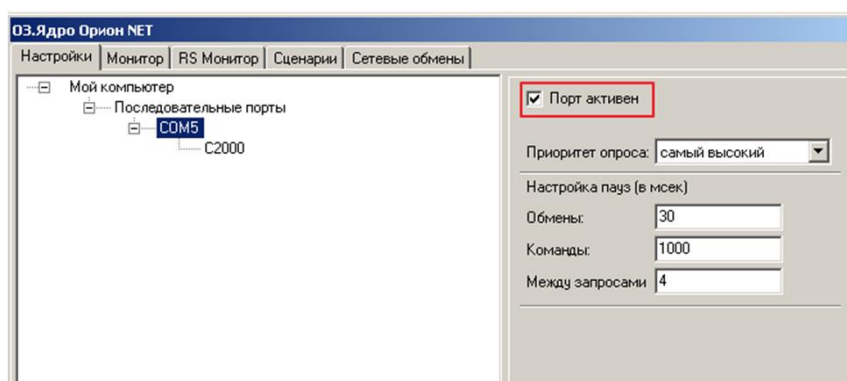 03.Ядро Орион NET
Настройки Монитор RS Монитор Сценарии Сетевые обмены
Мой компьютер
Последовательные порты
COM5
C2000
Порт активен
Приоритет опроса: самый высокий
Настройка пауз (в мсек)
Обмены: 30
Команды: 1000
Между запросами 4